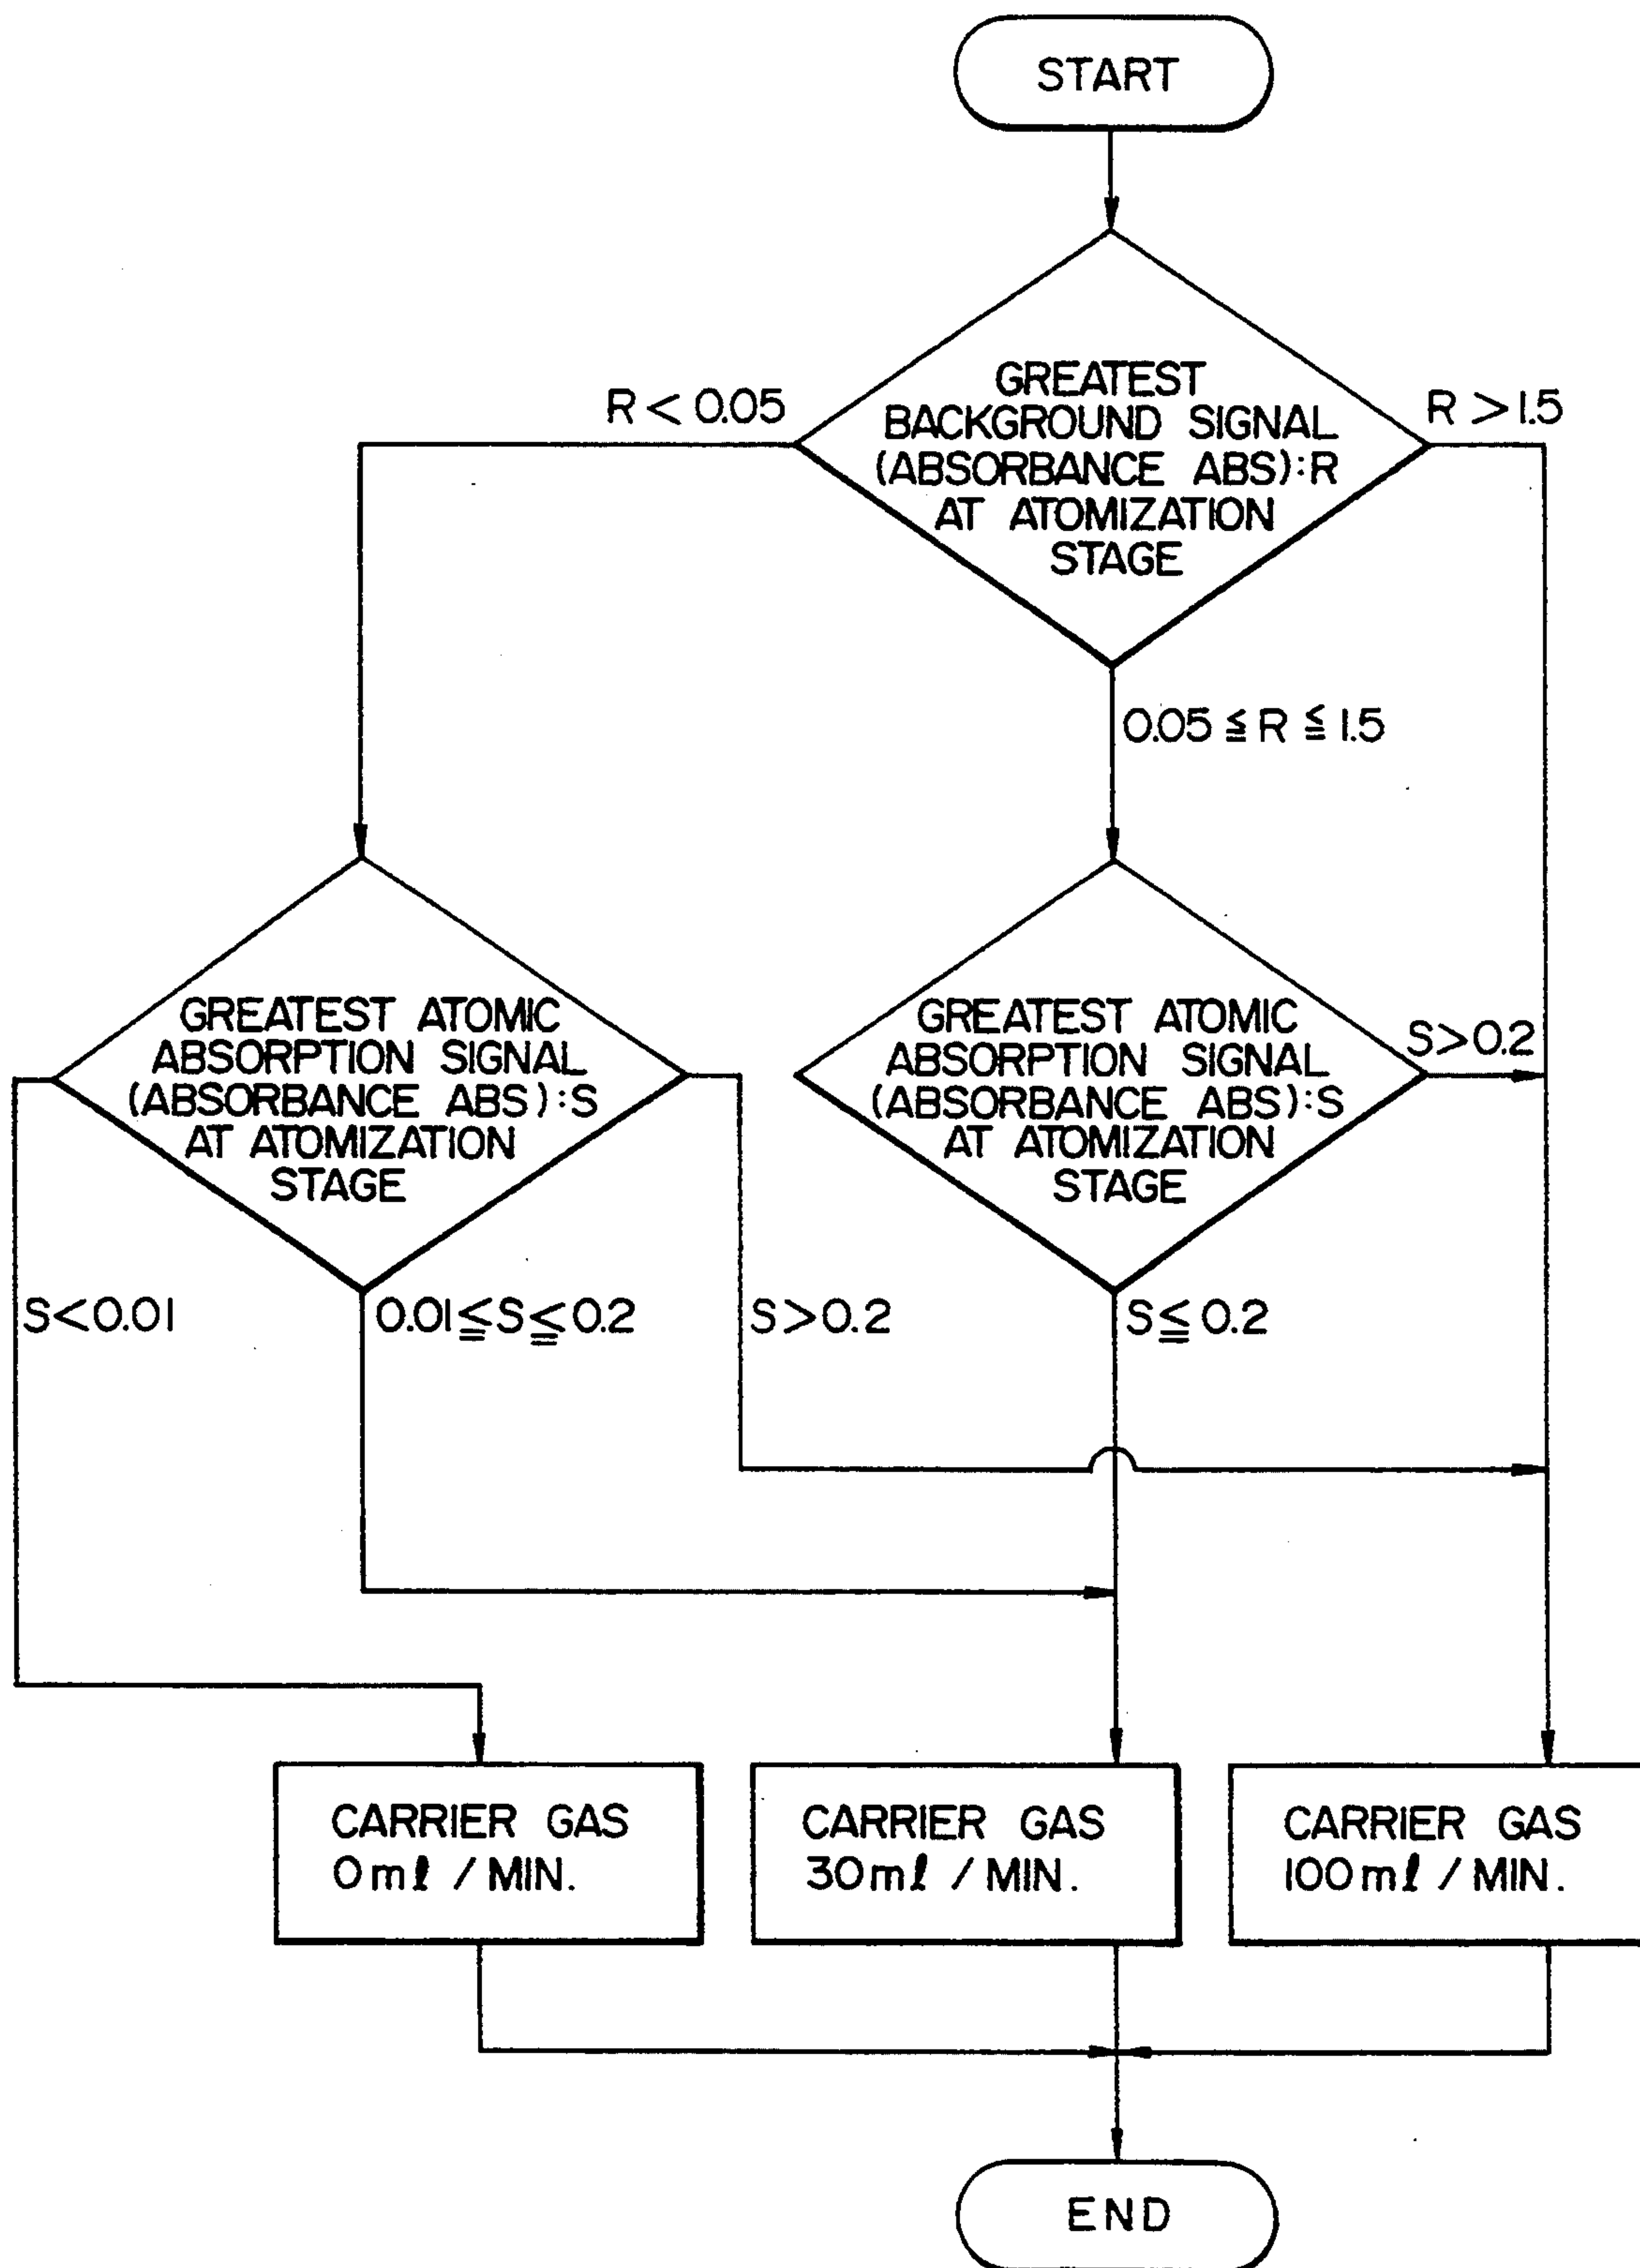 START
GREATEST
BACKGROUND SIGNAL
(ABSORBANCE ABS):R
AT ATOMIZATION
STAGE
R < 0.05
R > 1.5
0.05 ≦ R ≦ 1.5
GREATEST ATOMIC
ABSORPTION SIGNAL
(ABSORBANCE ABS):S
AT ATOMIZATION
STAGE
GREATEST ATOMIC
ABSORPTION SIGNAL
(ABSORBANCE ABS):S
AT ATOMIZATION
STAGE
S>0.2
S<0.01
0.01≦S≦0.2
S>0.2
S≦0.2
CARRIER GAS
0 mℓ / MIN.
CARRIER GAS
30 mℓ / MIN.
CARRIER GAS
100 mℓ / MIN.
END